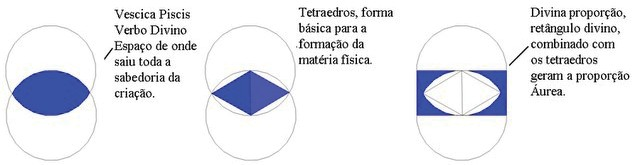 Vescica Piscis
Verbo Divino
Espaço de onde
saiu toda a
sabedoria da
criação.
Tetraedros, forma
básica para a
formação da
matéria física.
Divina proporção,
retângulo divino,
combinado com
os tetraedros
geram a proporção
Áurea.